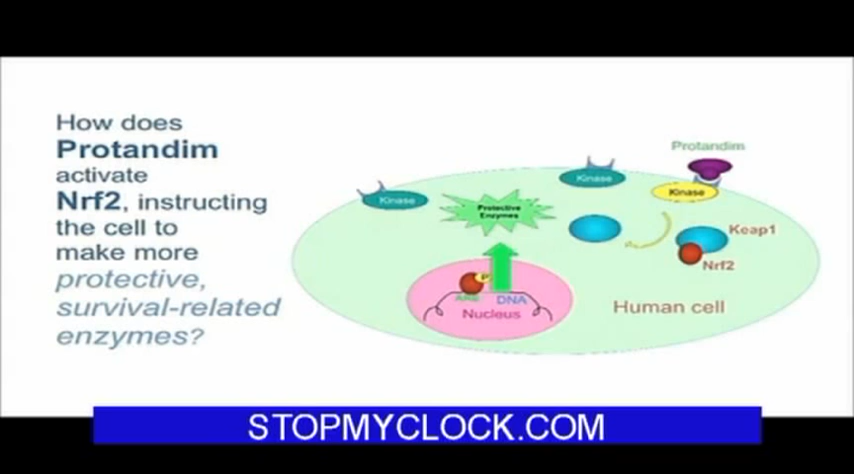 How does
Protandim
activate
Nrf2, instructing
the cell to
make more
protective,
survival-related
enzymes?
Protandim
Kinase
Kinase
Kinase
Protective
Enzymes
Keap1
Nrf2
P
ARE
DNA
Nucleus
Human cell
STOPMYCLOCK.COM